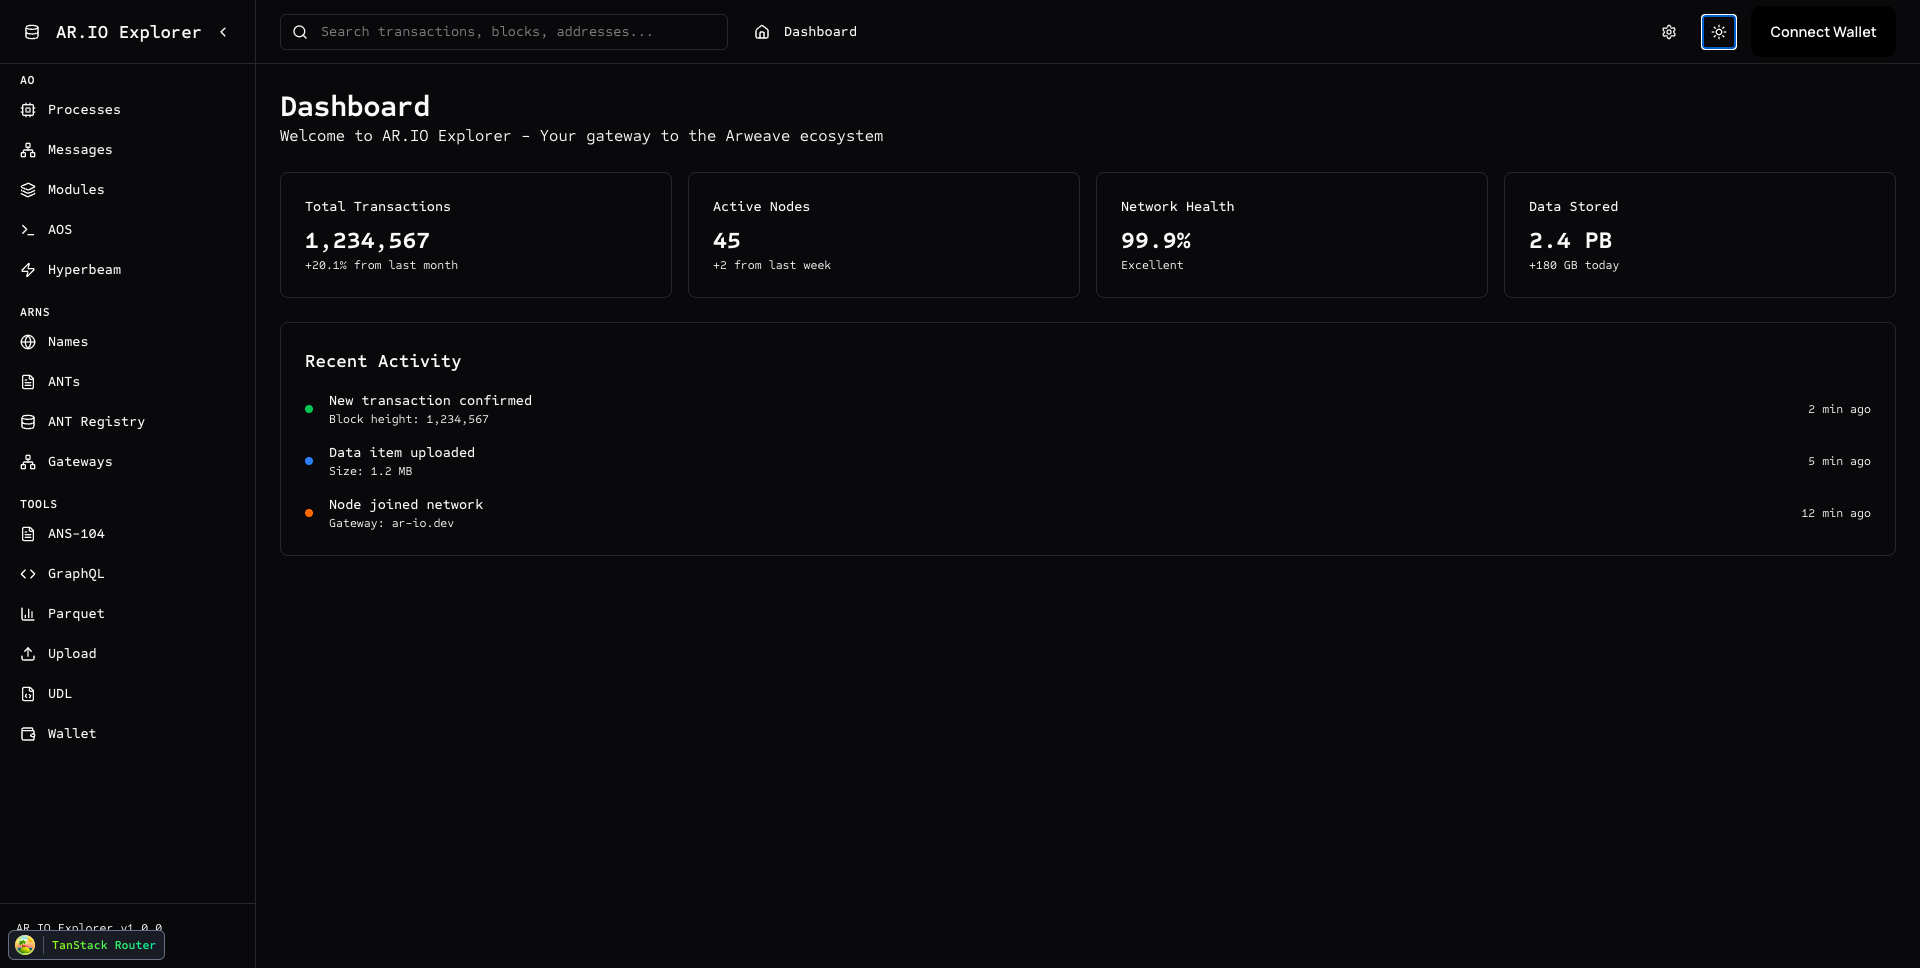 AR.IO Explorer
Search transactions, blocks, addresses...
Dashboard
Connect Wallet
AO
Processes
Messages
Modules
AOS
Hyperbeam
ARNS
Names
ANTs
ANT Registry
Gateways
TOOLS
ANS-104
GraphQL
Parquet
Upload
UDL
Wallet
AR.IO Explorer v1.0.0
TanStack Router
Dashboard
Welcome to AR.IO Explorer - Your gateway to the Arweave ecosystem
Total Transactions
1,234,567
+20.1% from last month
Active Nodes
45
+2 from last week
Network Health
99.9%
Excellent
Data Stored
2.4 PB
+180 GB today
Recent Activity
New transaction confirmed
Block height: 1,234,567
2 min ago
Data item uploaded
Size: 1.2 MB
5 min ago
Node joined network
Gateway: ar-io.dev
12 min ago